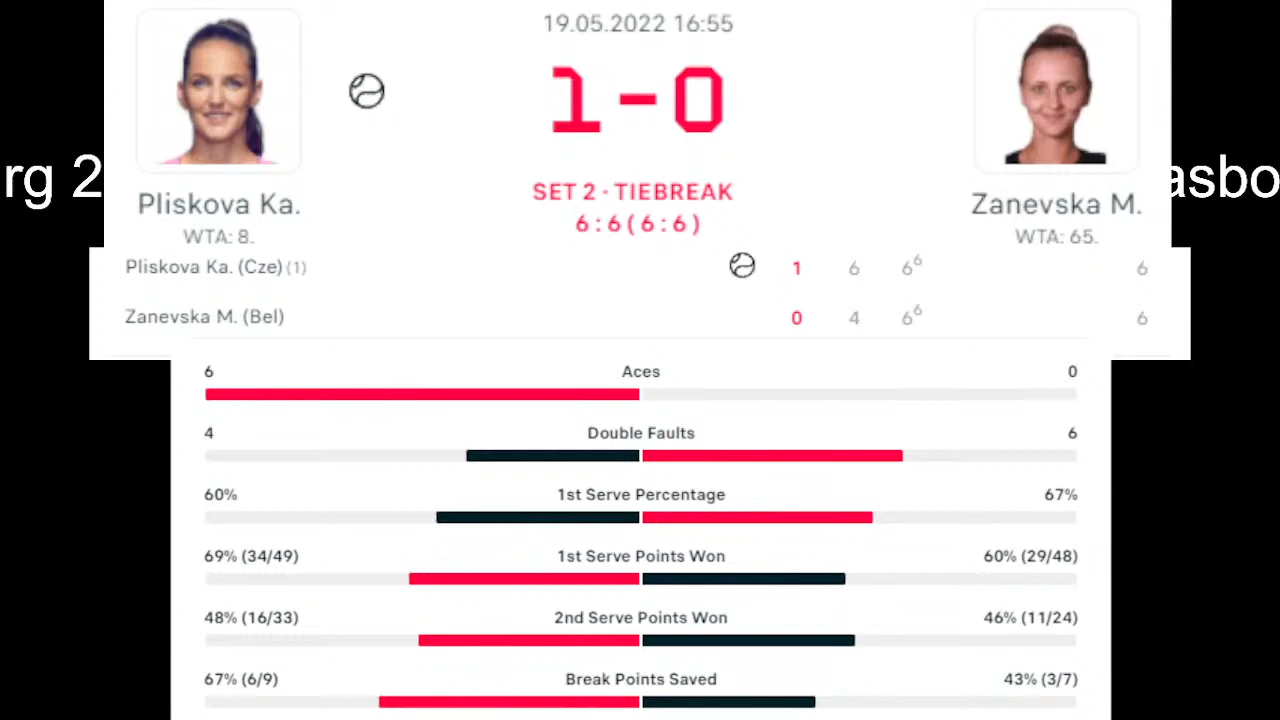 19.05.2022 16:55
1-0
rg 2
asbo
SET 2 · TIEBREAK
6 : 6 ( 6 : 6 )
Pliskova Ka.
WTA: 8.
Zanevska M.
WTA: 65.
Pliskova Ka. (Cze) (1) 1 6 6⁶ 6
Zanevska M. (Bel) 0 4 6⁶ 6
6 Aces 0
4 Double Faults 6
60% 1st Serve Percentage 67%
69% (34/49) 1st Serve Points Won 60% (29/48)
48% (16/33) 2nd Serve Points Won 46% (11/24)
67% (6/9) Break Points Saved 43% (3/7)